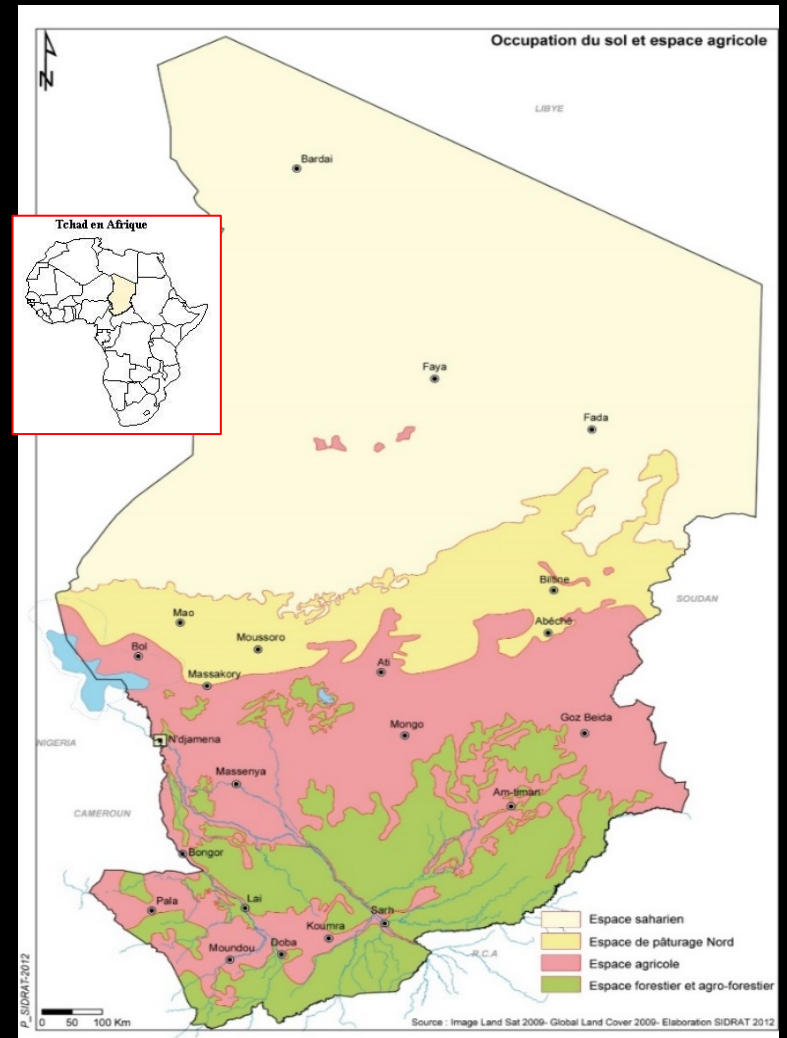 Occupation du sol et espace agricole
N
LIBYE
Bardai
Tchad en Afrique
Faya
Fada
Biltine
SOUDAN
Mao
Abéché
Moussoro
Bol
Ati
Massakory
Goz Beida
Mongo
N'djamena
NIGERIA
Massenya
Am-timan
CAMEROUN
Bongor
Pala
Lai
Sarh
Koumra
Moundou
Doba
R.C.A
Espace saharien
Espace de pâturage Nord
Espace agricole
Espace forestier et agro-forestier
P_SIDRAT-2012
0 50 100 Km
Source : Image Land Sat 2009- Global Land Cover 2009- Elaboration SIDRAT 2012